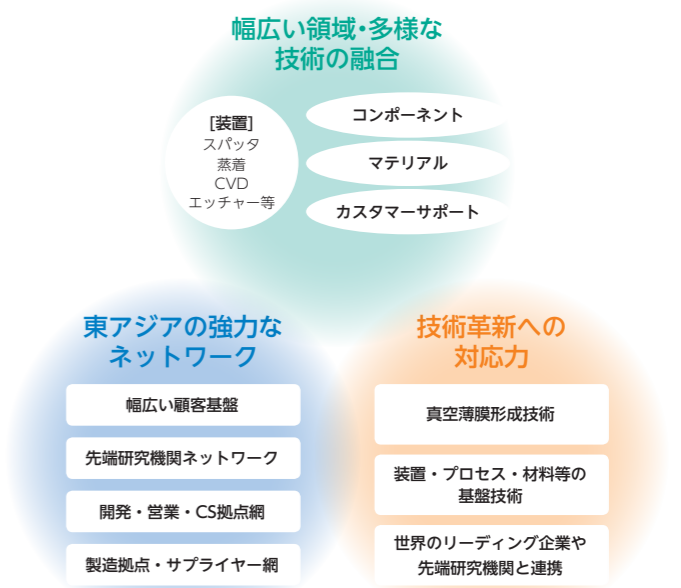 幅広い領域・多様な
技術の融合
[装置]
スパッタ
蒸着
CVD
エッチャー等
コンポーネント
マテリアル
カスタマーサポート
東アジアの強力な
ネットワーク
幅広い顧客基盤
先端研究機関ネットワーク
開発・営業・CS拠点網
製造拠点・サプライヤー網
技術革新への
対応力
真空薄膜形成技術
装置・プロセス・材料等の
基盤技術
世界のリーディング企業や
先端研究機関と連携